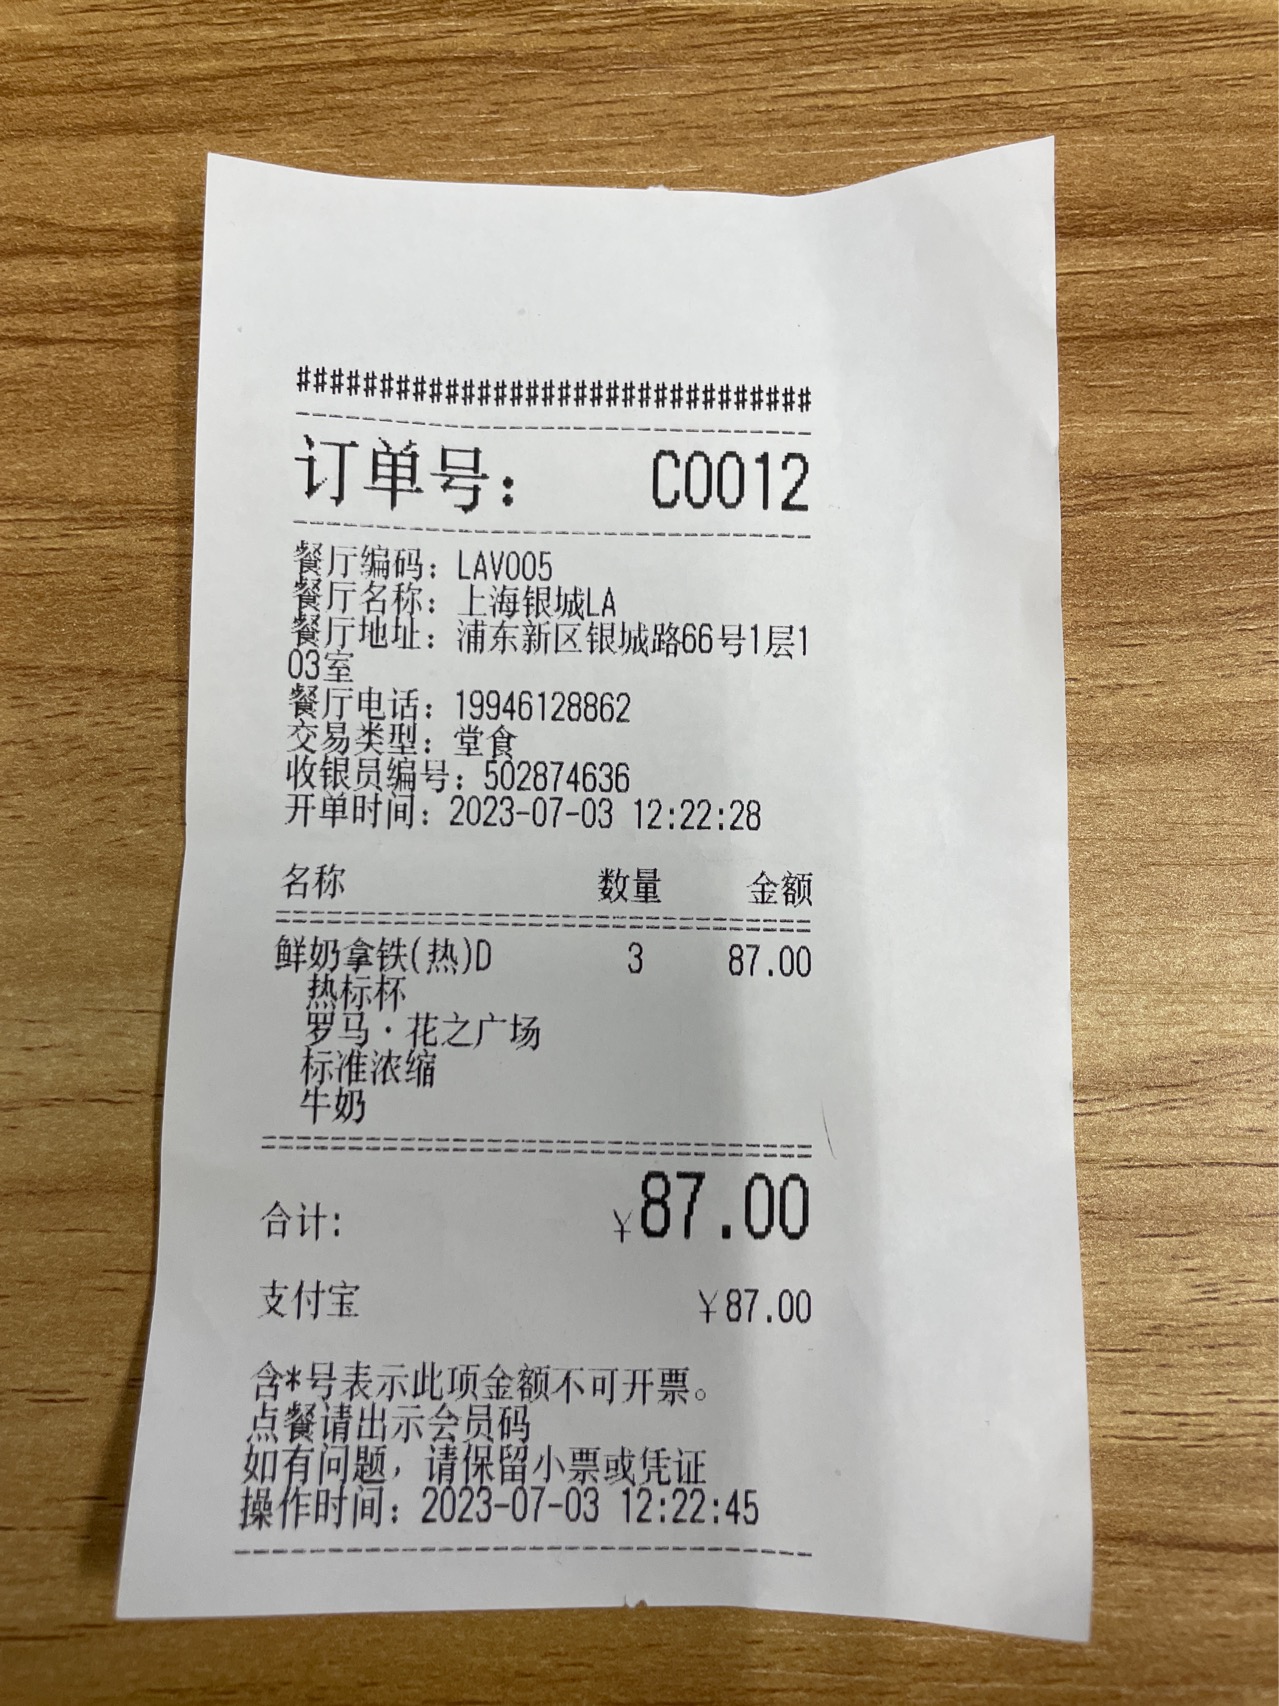 ################################
订单号: C0012
餐厅编码: LAV005
餐厅名称: 上海银城LA
餐厅地址: 浦东新区银城路66号1层1
03室
餐厅电话: 19946128862
交易类型: 堂食
收银员编号: 502874636
开单时间: 2023-07-03 12:22:28
名称 数量 金额
鲜奶拿铁(热)D 3 87.00
热标杯
罗马·花之广场
标准浓缩
牛奶
合计: ¥87.00
支付宝 ¥87.00
含*号表示此项金额不可开票。
点餐请出示会员码
如有问题，请保留小票或凭证
操作时间: 2023-07-03 12:22:45